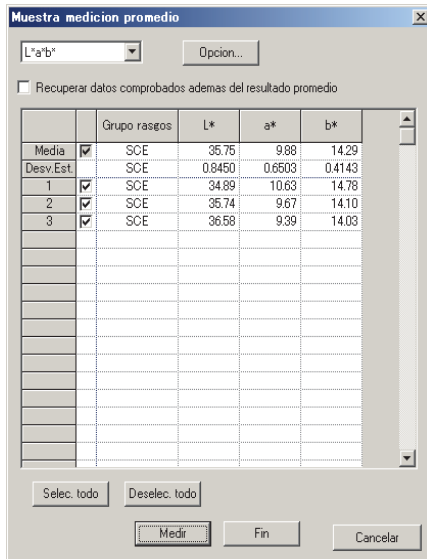 Muestra medicion promedio
L*a*b* Opcion...
Recuperar datos comprobados ademas del resultado promedio
Grupo rasgos L* a* b*
Media SCE 35.75 9.88 14.29
Desv.Est. SCE 0.8450 0.6503 0.4143
1 SCE 34.89 10.63 14.78
2 SCE 35.74 9.67 14.10
3 SCE 36.58 9.39 14.03
Selec. todo Deselec. todo
Medir Fin Cancelar